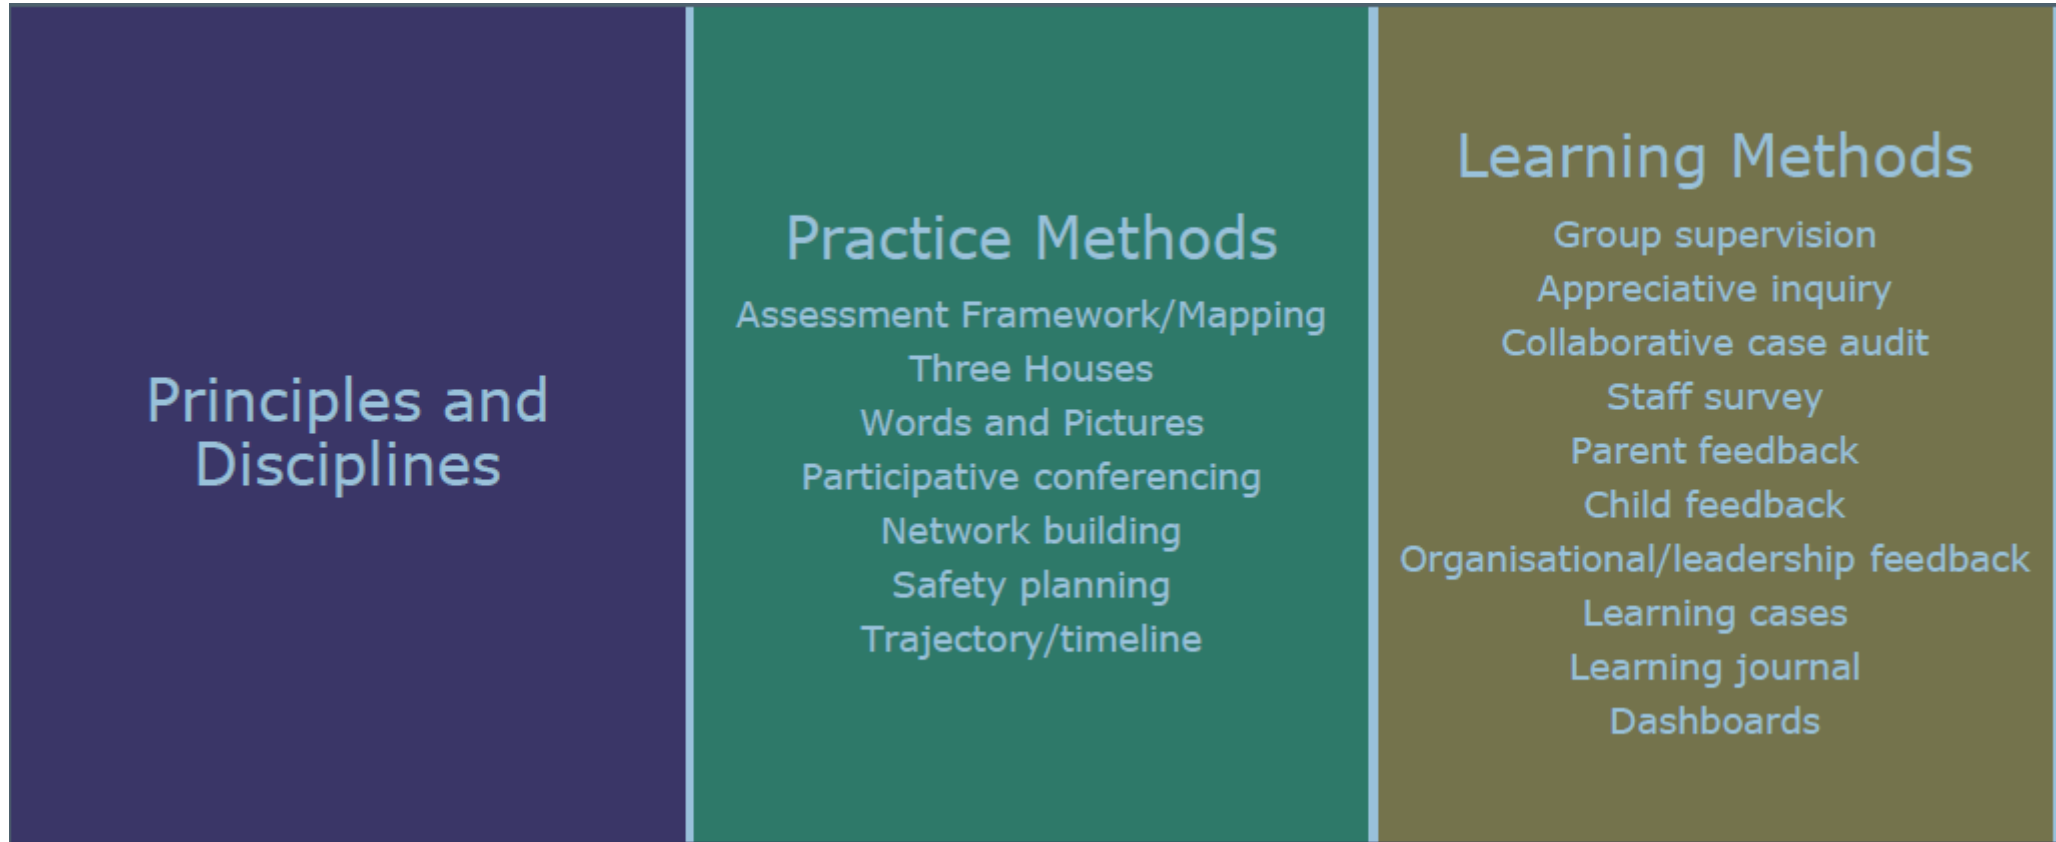 Principles and
Disciplines
Practice Methods
Assessment Framework/Mapping
Three Houses
Words and Pictures
Participative conferencing
Network building
Safety planning
Trajectory/timeline
Learning Methods
Group supervision
Appreciative inquiry
Collaborative case audit
Staff survey
Parent feedback
Child feedback
Organisational/leadership feedback
Learning cases
Learning journal
Dashboards